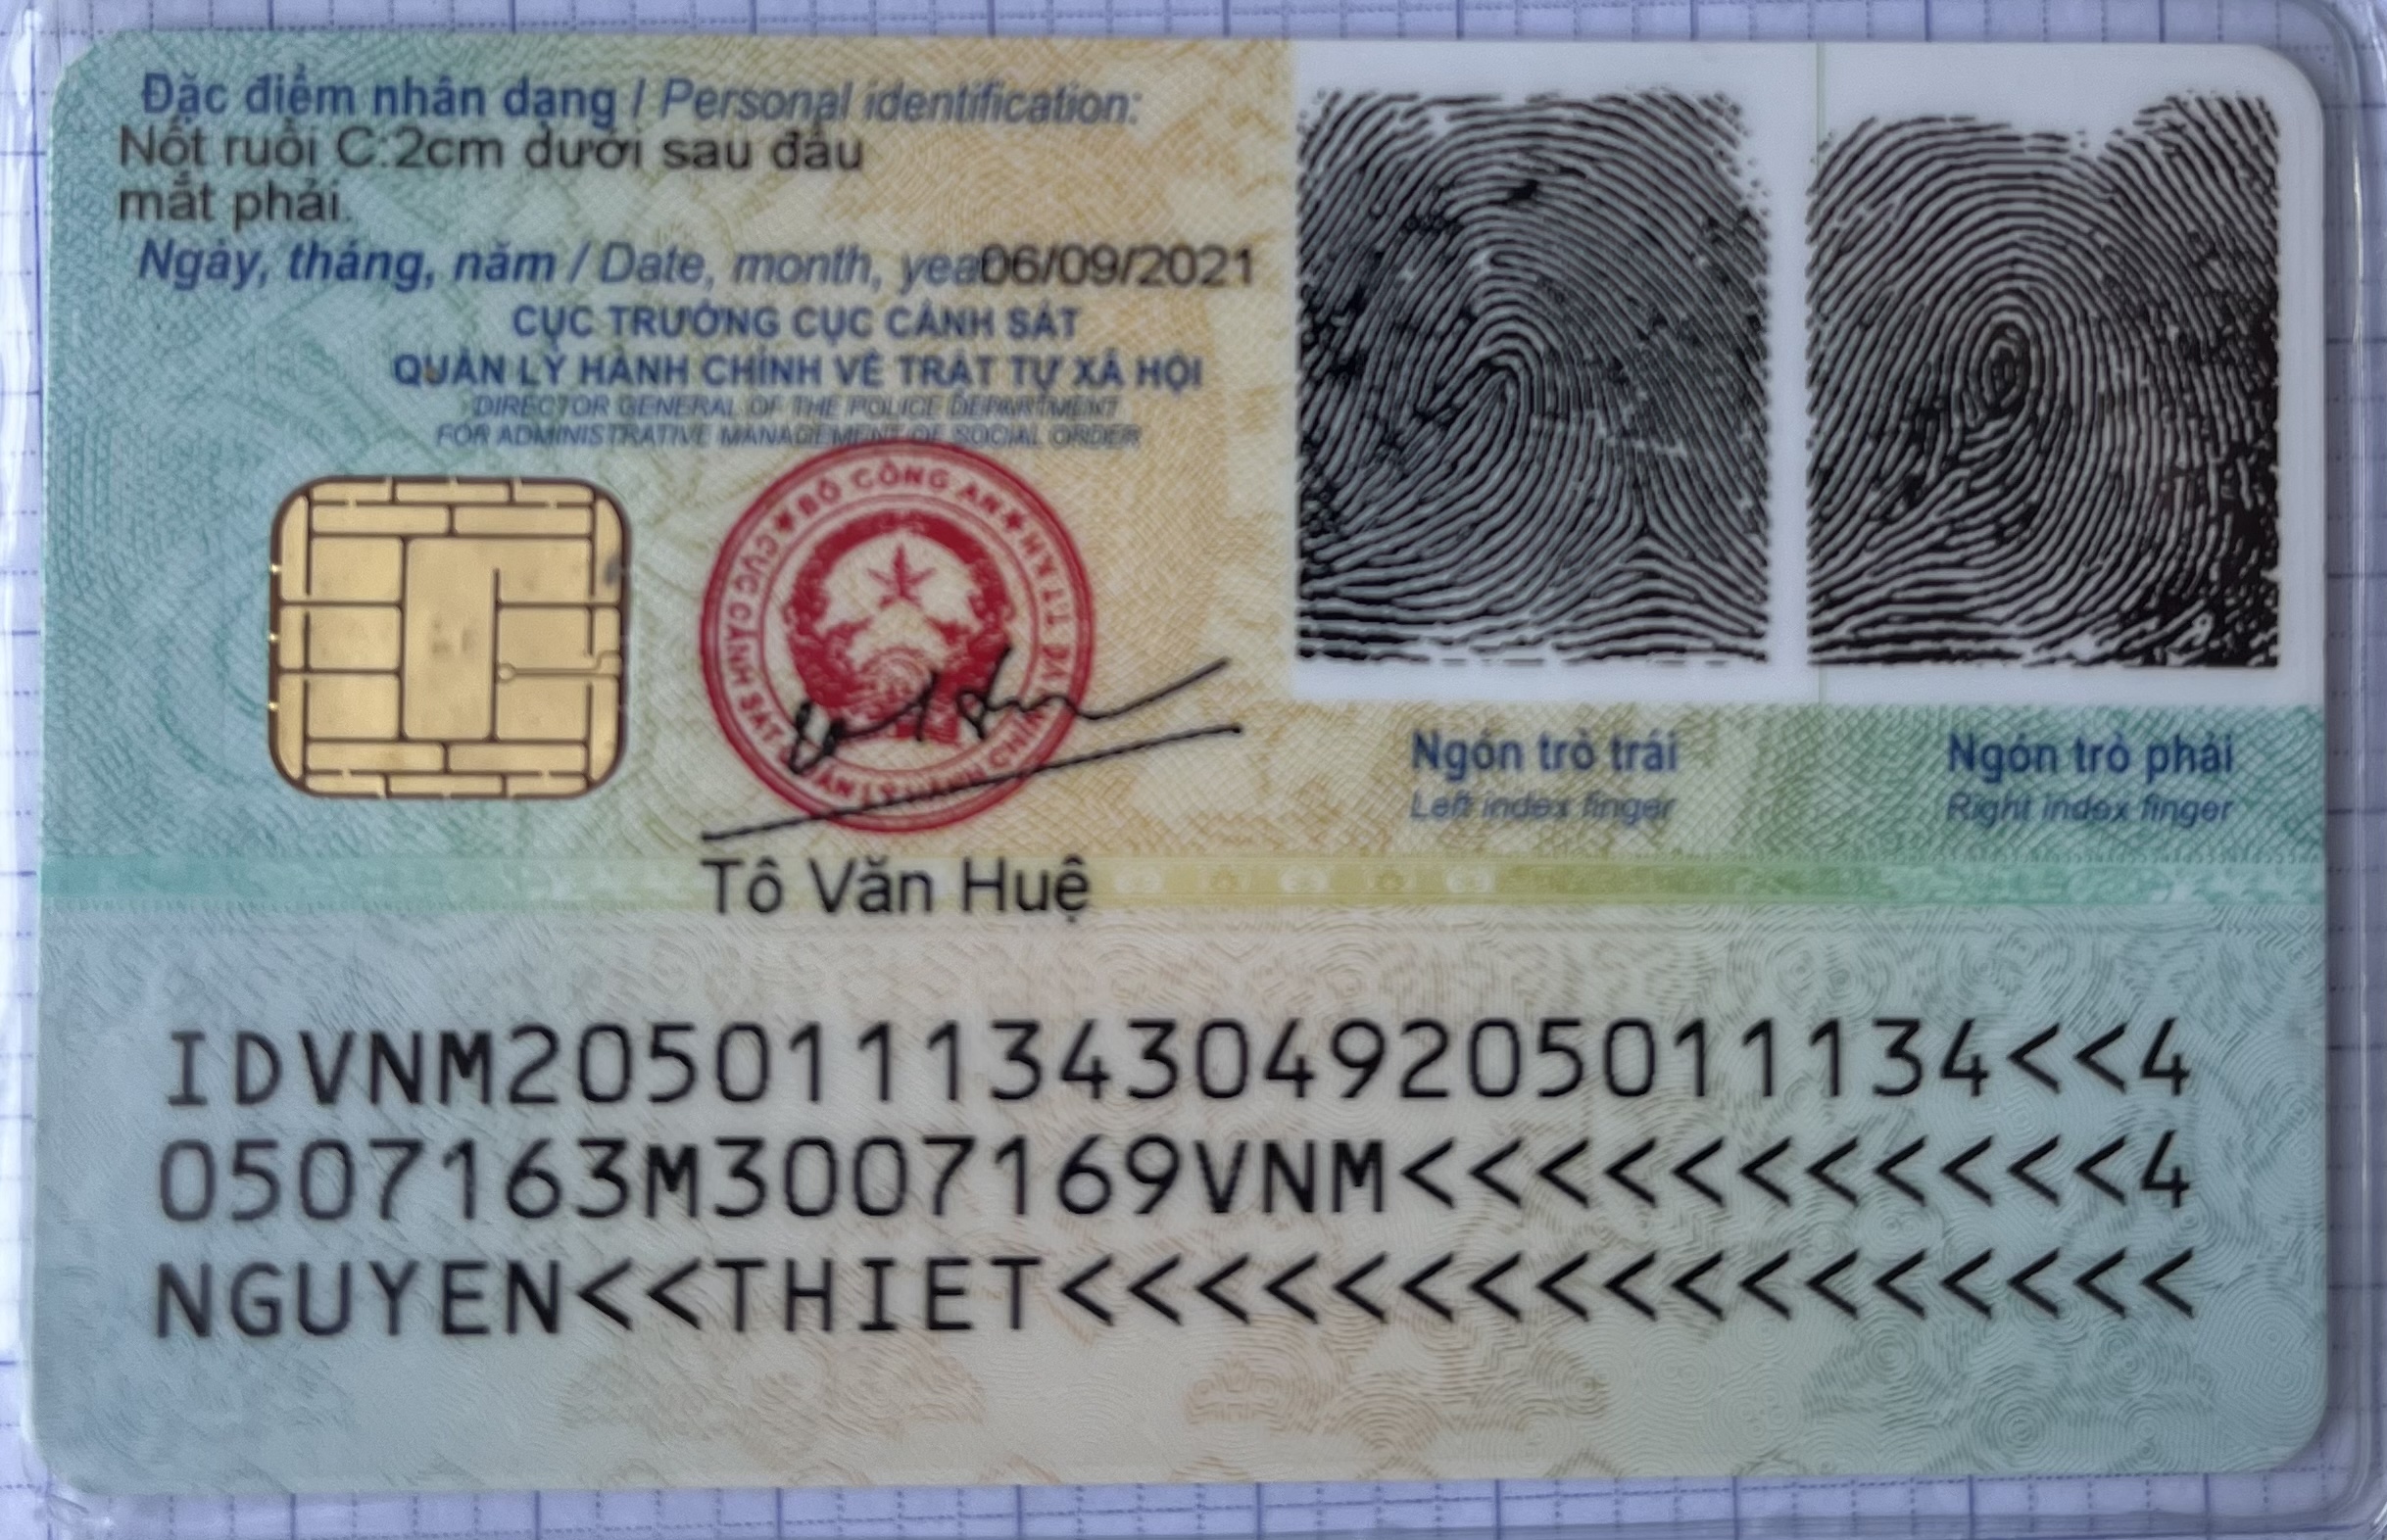 Đặc điểm nhân dạng / Personal identification:
Nốt ruồi C:2cm dưới sau đầu
mắt phải.
Ngày, tháng, năm / Date, month, year 06/09/2021
CỤC TRƯỞNG CỤC CẢNH SÁT
QUẢN LÝ HÀNH CHÍNH VỀ TRẬT TỰ XÃ HỘI
DIRECTOR GENERAL OF THE POLICE DEPARTMENT
FOR ADMINISTRATIVE MANAGEMENT OF SOCIAL ORDER
BỘ CÔNG AN
CỤC CẢNH SÁT QUẢN LÝ HÀNH CHÍNH
Tô Văn Huệ
Ngón trỏ trái
Left index finger
Ngón trỏ phải
Right index finger
IDVNM2050111343049205011134<<4
0507163M3007169VNM<<<<<<<<<<<4
NGUYEN<<THIET<<<<<<<<<<<<<<<<<